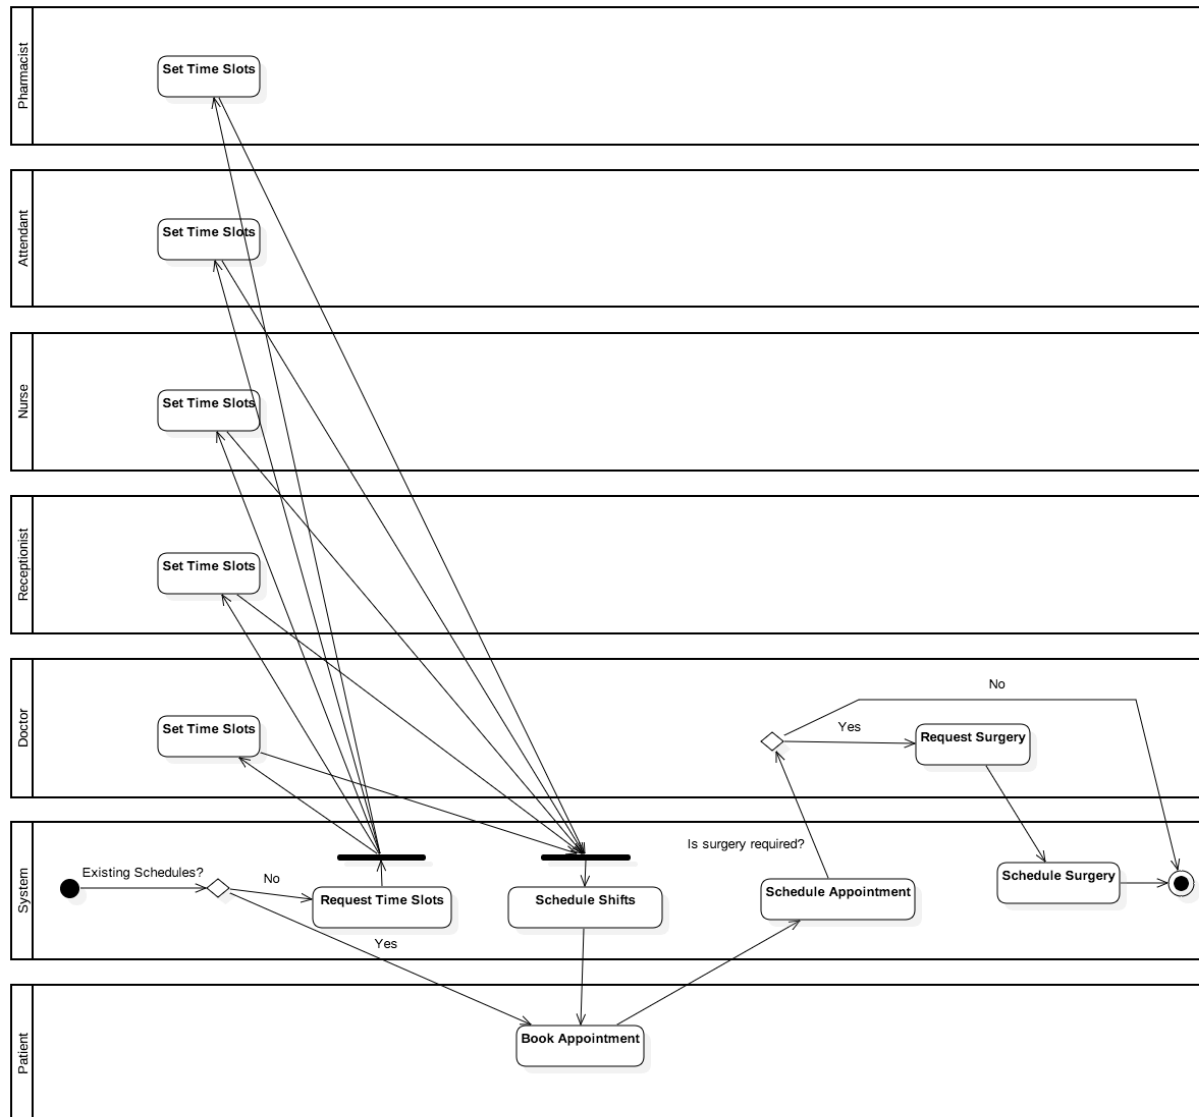 Pharmacist
Set Time Slots
Attendant
Set Time Slots
Nurse
Set Time Slots
Receptionist
Set Time Slots
Doctor
Set Time Slots
No
Yes
Request Surgery
System
Existing Schedules?
No
Request Time Slots
Yes
Schedule Shifts
Is surgery required?
Schedule Appointment
Schedule Surgery
Patient
Book Appointment